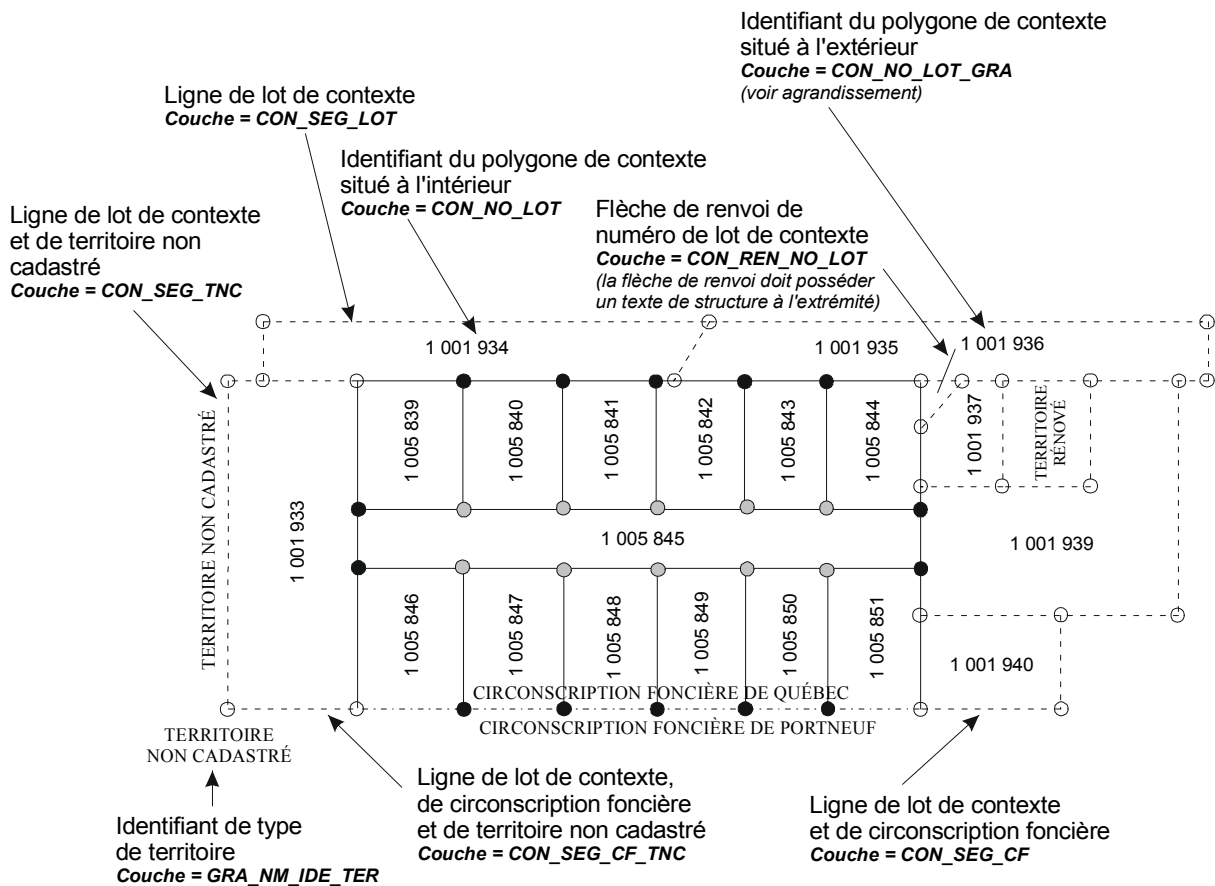 Identifiant du polygone de contexte
situé à l'extérieur
Couche = CON_NO_LOT_GRA
(voir agrandissement)
Ligne de lot de contexte
Couche = CON_SEG_LOT
Identifiant du polygone de contexte
situé à l'intérieur
Couche = CON_NO_LOT
Ligne de lot de contexte
et de territoire non
cadastré
Couche = CON_SEG_TNC
Flèche de renvoi de
numéro de lot de contexte
Couche = CON_REN_NO_LOT
(la flèche de renvoi doit posséder
un texte de structure à l'extrémité)
1 001 934
1 001 935
1 001 936
TERRITOIRE NON CADASTRÉ
1 001 933
1 005 839
1 005 840
1 005 841
1 005 842
1 005 843
1 005 844
1 001 937
TERRITOIRE
RÉNOVÉ
1 005 845
1 001 939
1 005 846
1 005 847
1 005 848
1 005 849
1 005 850
1 005 851
1 001 940
CIRCONSCRIPTION FONCIÈRE DE QUÉBEC
CIRCONSCRIPTION FONCIÈRE DE PORTNEUF
TERRITOIRE
NON CADASTRÉ
Ligne de lot de contexte,
de circonscription foncière
et de territoire non cadastré
Couche = CON_SEG_CF_TNC
Ligne de lot de contexte
et de circonscription foncière
Couche = CON_SEG_CF
Identifiant de type
de territoire
Couche = GRA_NM_IDE_TER